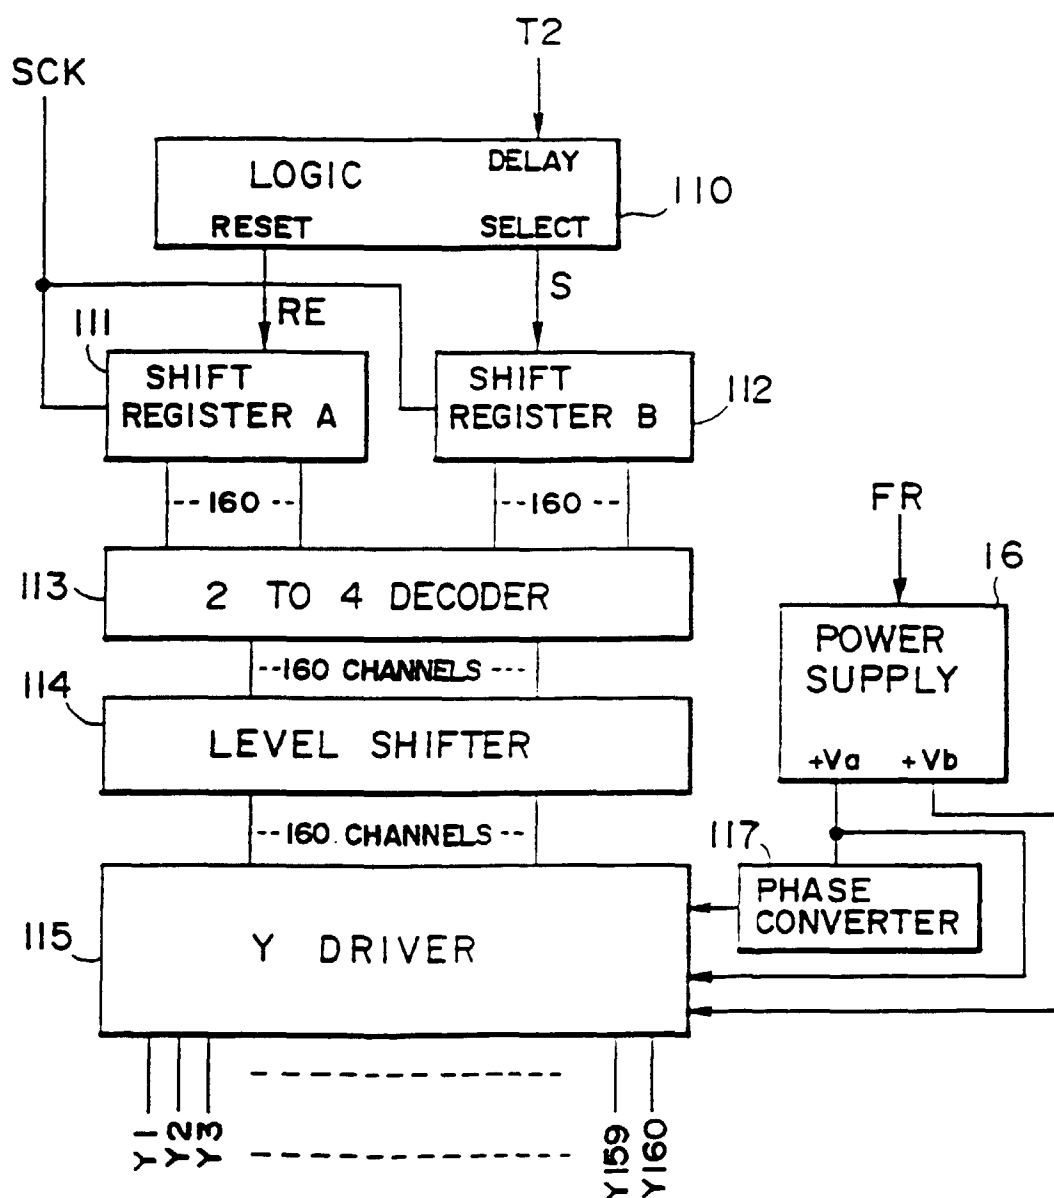 T2
SCK
LOGIC
DELAY
110
RESET
SELECT
RE
S
111
SHIFT
REGISTER A
SHIFT
REGISTER B
112
--160--
--160--
FR
16
113
2 TO 4 DECODER
POWER
SUPPLY
+Va +Vb
--160 CHANNELS---
114
LEVEL SHIFTER
--160 CHANNELS--
117
PHASE
CONVERTER
115
Y DRIVER
Y1
Y2
Y3
Y159
Y160